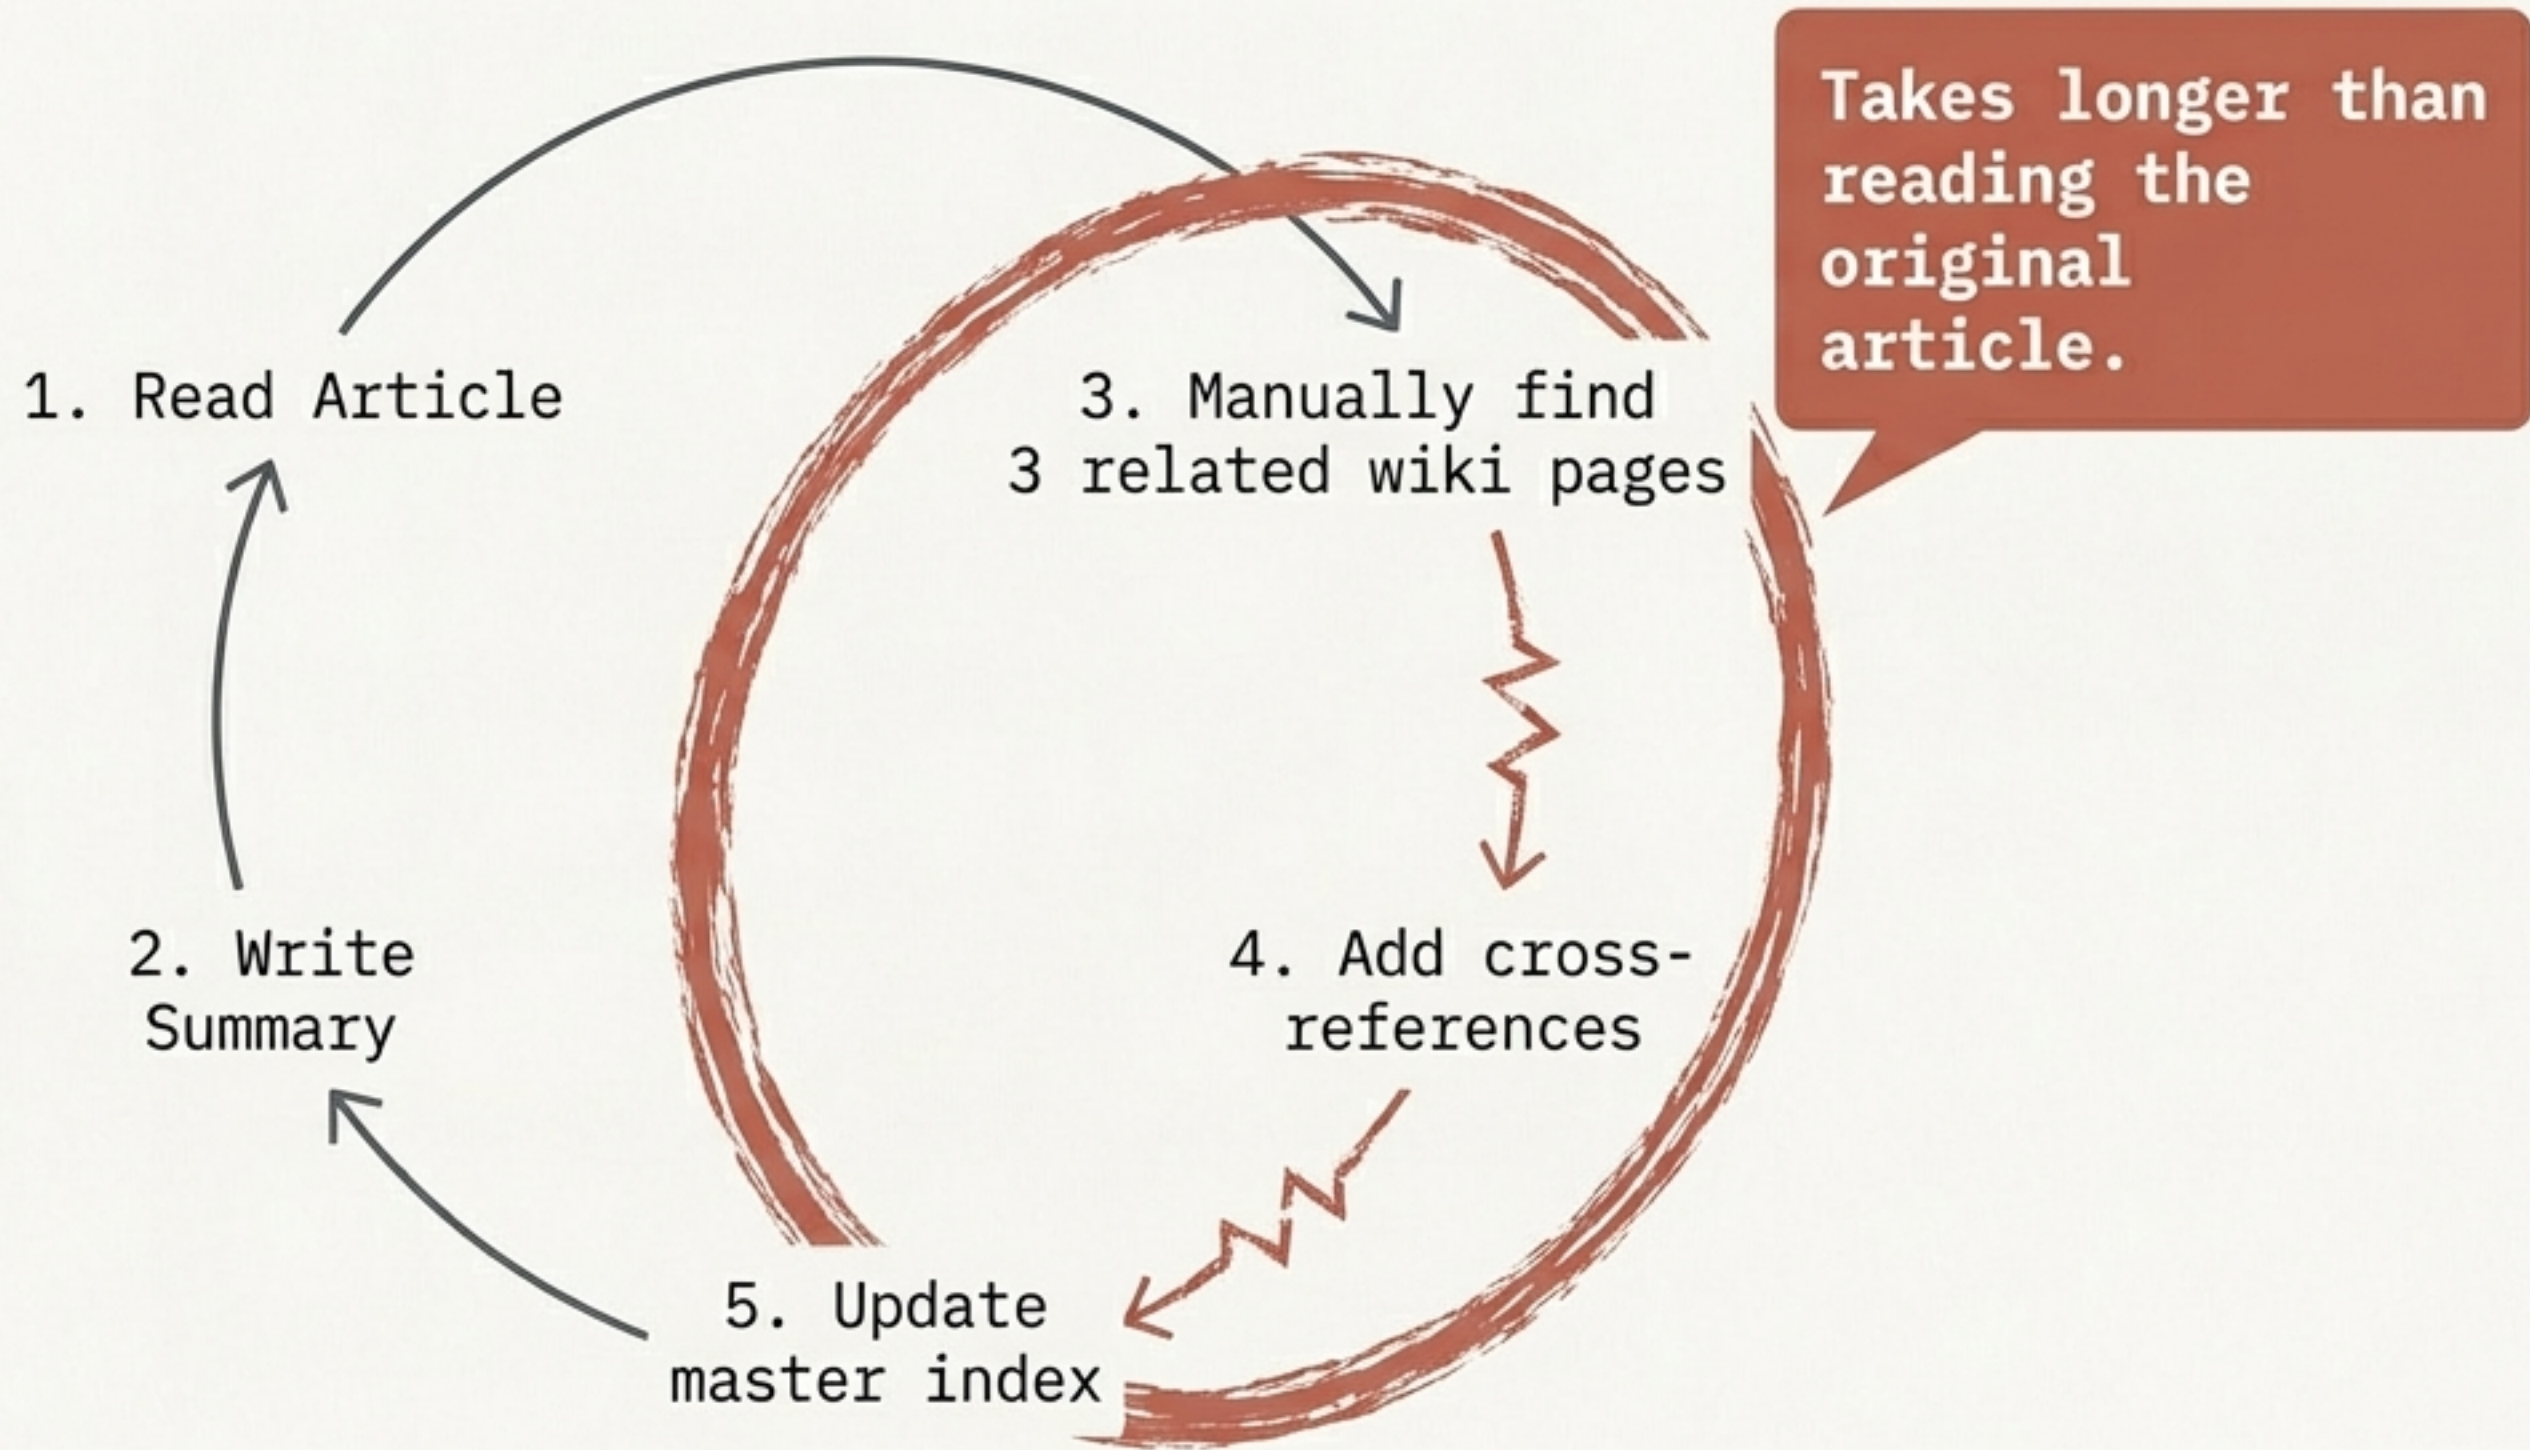 1. Read Article
2. Write
Summary
3. Manually find
3 related wiki pages
4. Add cross-
references
5. Update
master index
Takes longer than
reading the
original
article.